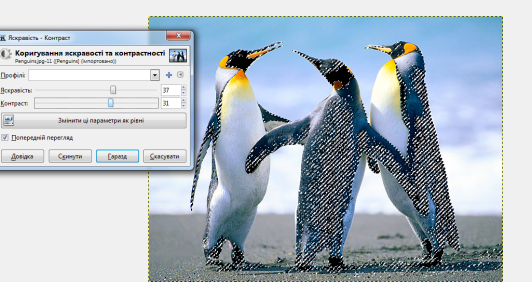 Яскравість - Контраст
Коригування яскравості та контрастності
Penguins.jpg-11 ([Penguins] (імпортовано))
Профілі:
Яскравість: 37
Контраст: 31
Змінити ці параметри як рівні
Попередній перегляд
Довідка Скинути Гаразд Скасувати